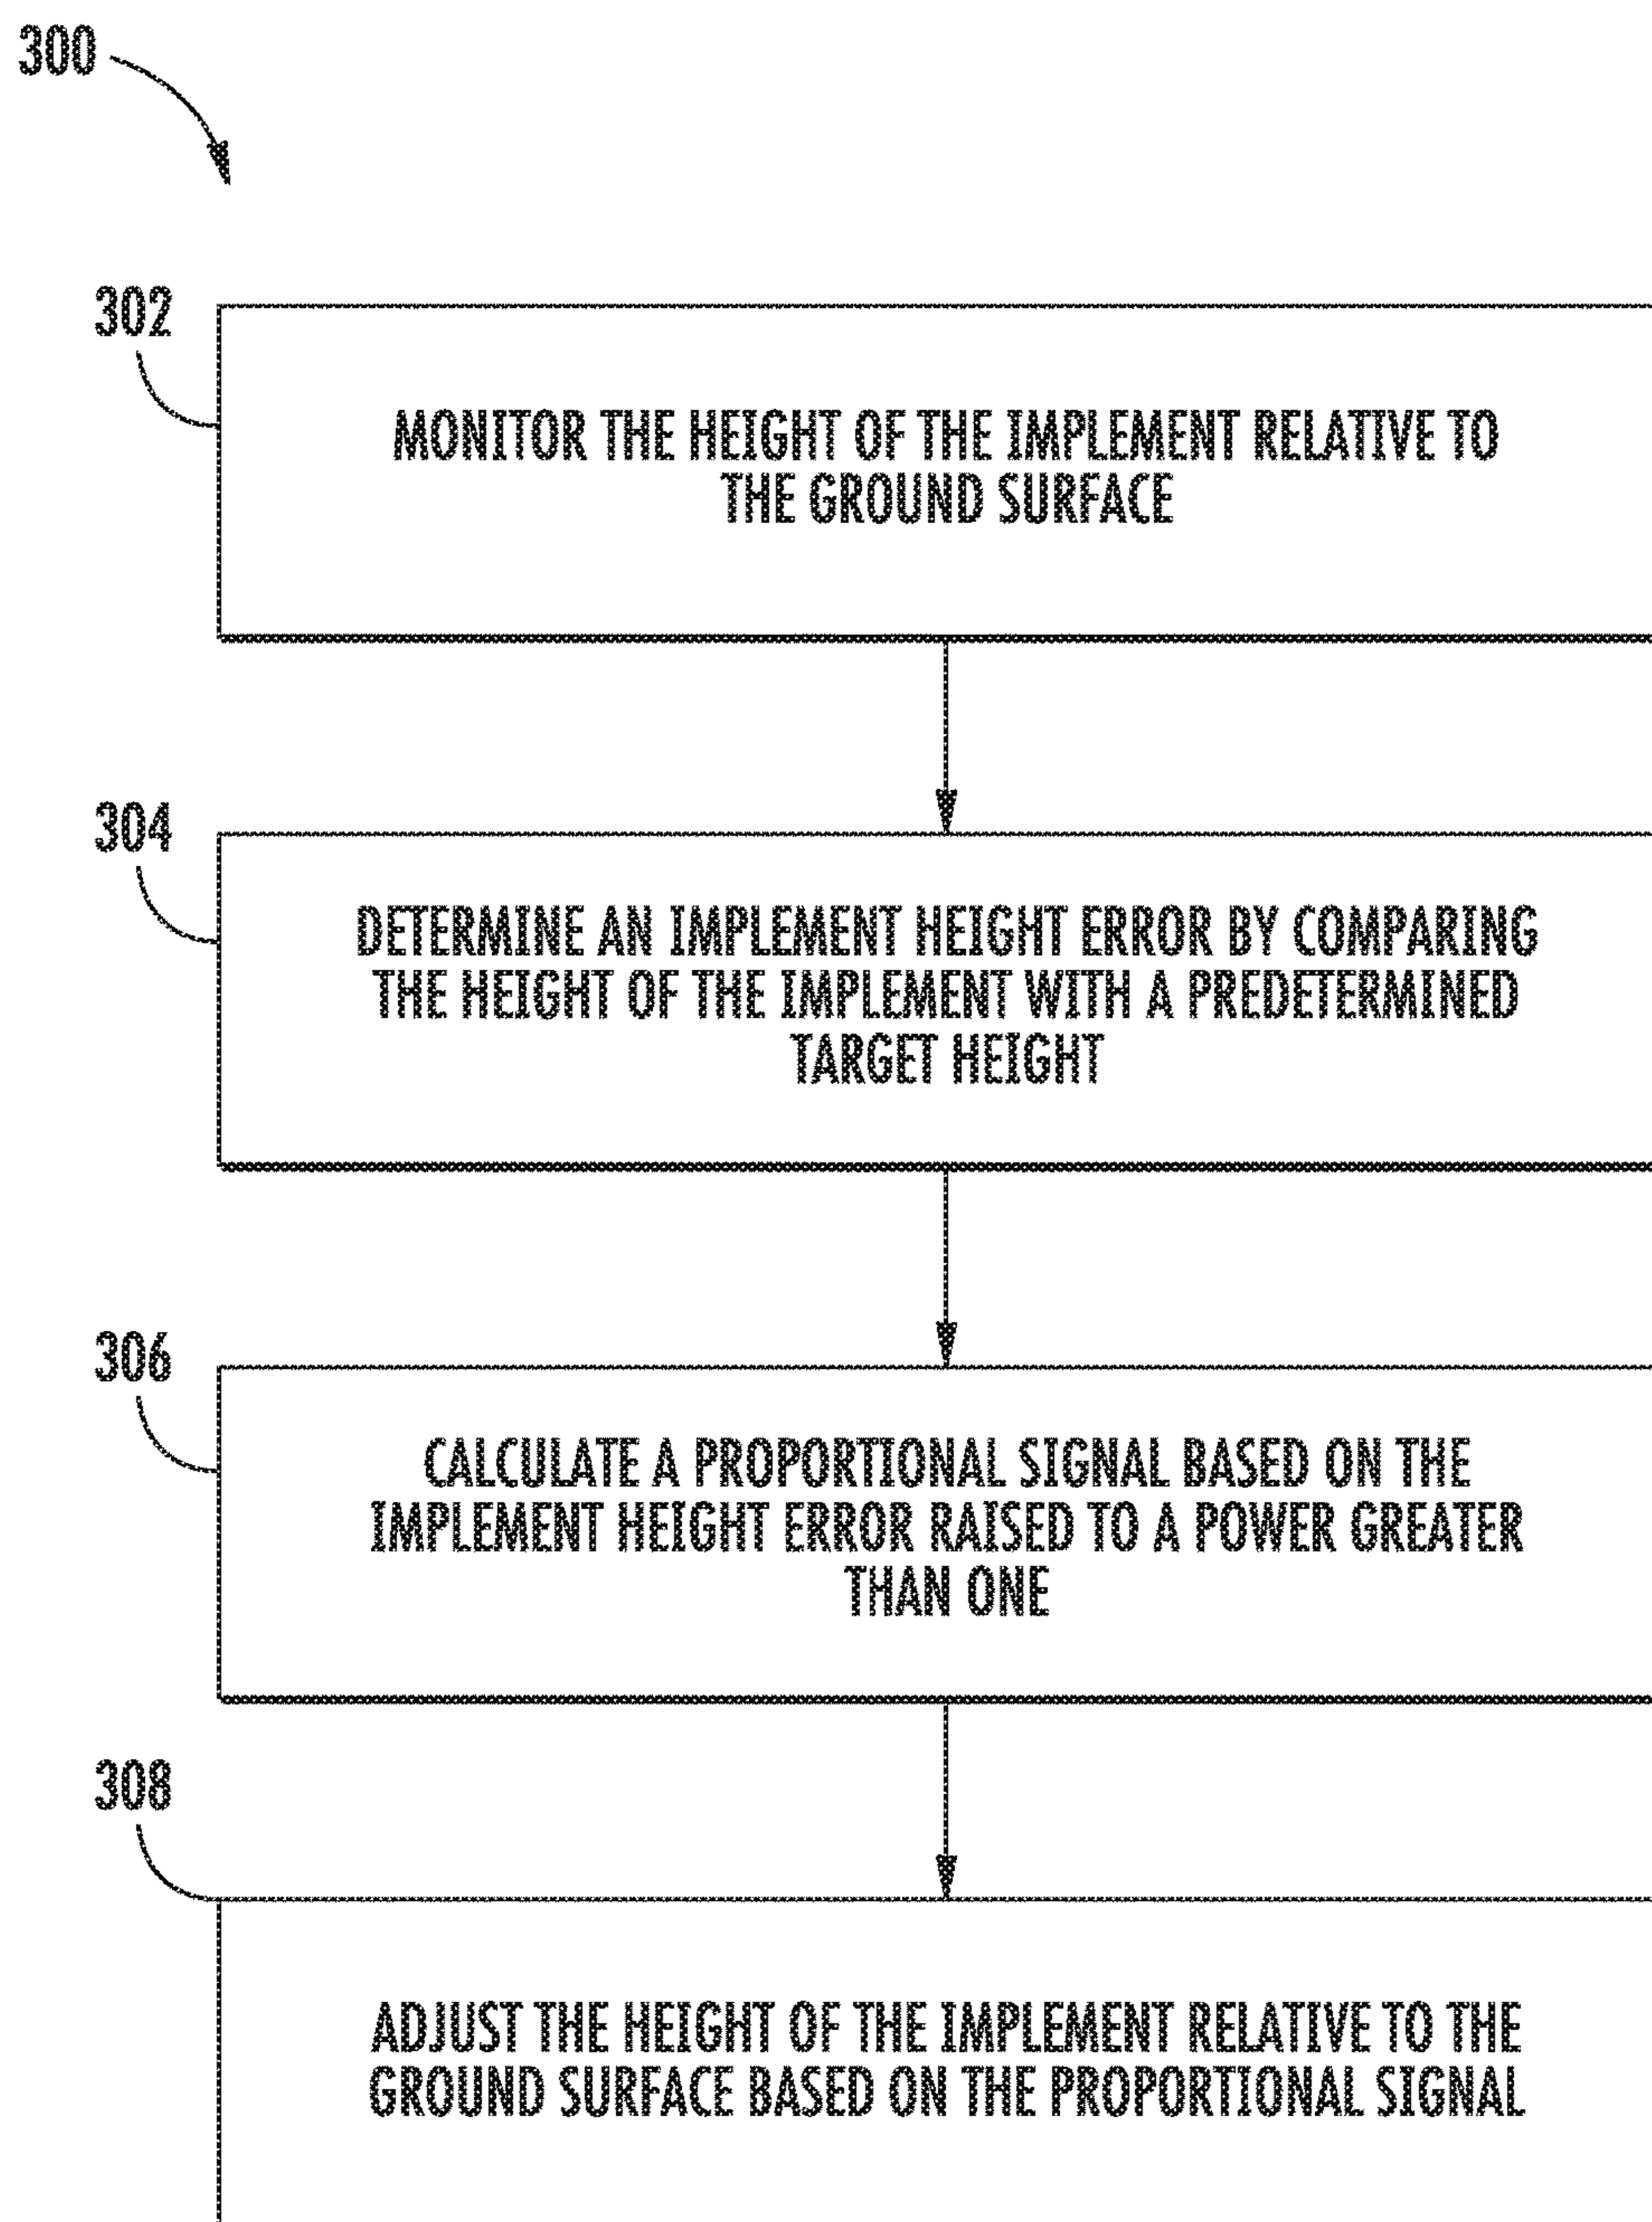 300
302
MONITOR THE HEIGHT OF THE IMPLEMENT RELATIVE TO
THE GROUND SURFACE
304
DETERMINE AN IMPLEMENT HEIGHT ERROR BY COMPARING
THE HEIGHT OF THE IMPLEMENT WITH A PREDETERMINED
TARGET HEIGHT
306
CALCULATE A PROPORTIONAL SIGNAL BASED ON THE
IMPLEMENT HEIGHT ERROR RAISED TO A POWER GREATER
THAN ONE
308
ADJUST THE HEIGHT OF THE IMPLEMENT RELATIVE TO THE
GROUND SURFACE BASED ON THE PROPORTIONAL SIGNAL